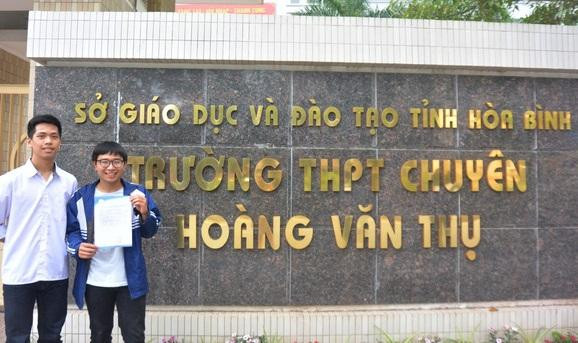 SỞ GIÁO DỤC VÀ ĐÀO TẠO TỈNH HÒA BÌNH
TRƯỜNG THPT CHUYÊN
HOÀNG VĂN THỤ